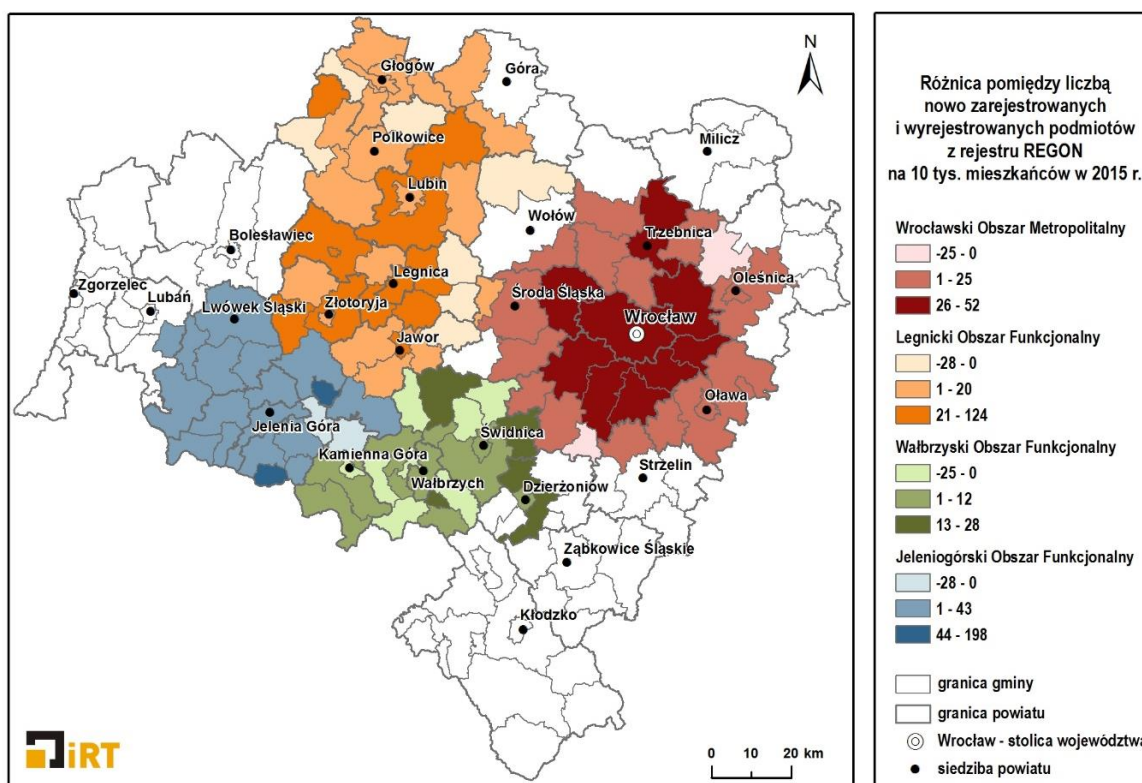 N
Głogów
Góra
Polkowice
Milicz
Lubin
Wołów
Trzebnica
Bolesławiec
Legnica
Oleśnica
Zgorzelec
Lubań
Lwówek Śląski
Złotoryja
Środa Śląska
Wrocław
Jawor
Oława
Jelenia Góra
Świdnica
Kamienna Góra
Wałbrzych
Strzelin
Dzierżoniów
Ząbkowice Śląskie
Kłodzko
iRT
0 10 20 km
Różnica pomiędzy liczbą
nowo zarejestrowanych
i wyrejestrowanych podmiotów
z rejestru REGON
na 10 tys. mieszkańców w 2015 r.
Wrocławski Obszar Metropolitalny
-25 - 0
1 - 25
26 - 52
Legnicki Obszar Funkcjonalny
-28 - 0
1 - 20
21 - 124
Wałbrzyski Obszar Funkcjonalny
-25 - 0
1 - 12
13 - 28
Jeleniogórski Obszar Funkcjonalny
-28 - 0
1 - 43
44 - 198
granica gminy
granica powiatu
Wrocław - stolica województwa
siedziba powiatu